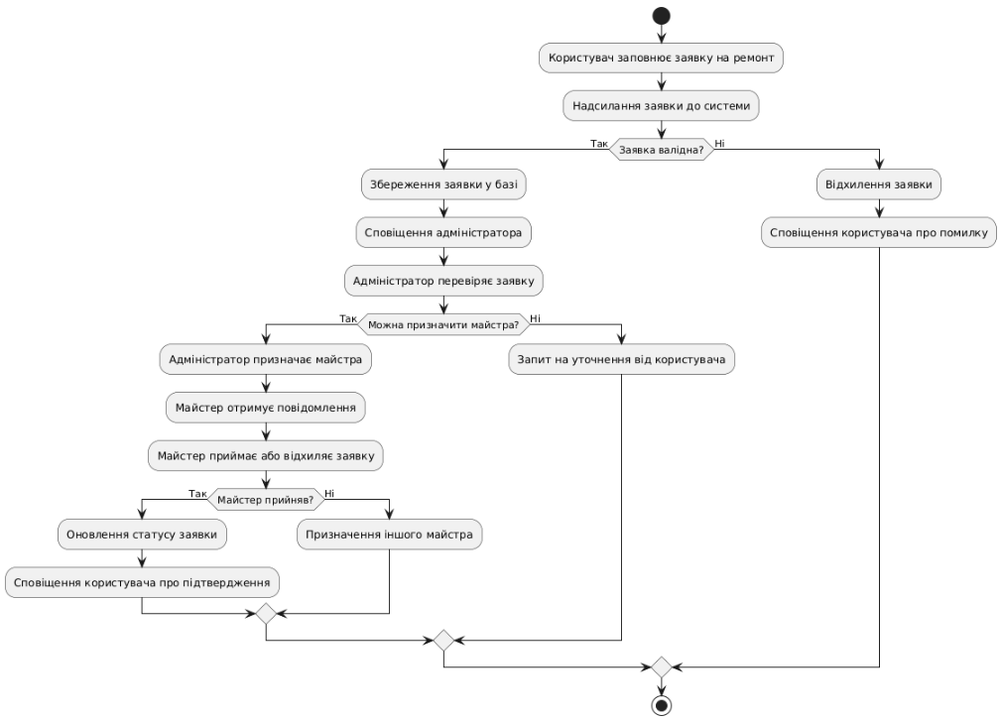 Користувач заповнює заявку на ремонт
Надсилання заявки до системи
Так
Заявка валідна?
Ні
Збереження заявки у базі
Відхилення заявки
Сповіщення адміністратора
Сповіщення користувача про помилку
Адміністратор перевіряє заявку
Так
Можна призначити майстра?
Ні
Адміністратор призначає майстра
Запит на уточнення від користувача
Майстер отримує повідомлення
Майстер приймає або відхиляє заявку
Так
Майстер прийняв?
Ні
Оновлення статусу заявки
Призначення іншого майстра
Сповіщення користувача про підтвердження